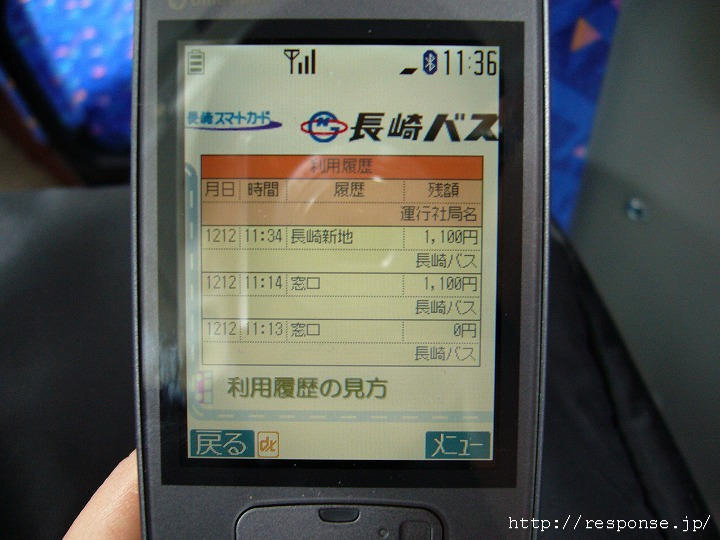 11:36
長崎スマートカード
長崎バス
利用履歴
月日 時間 履歴 残額
運行社局名
1212 11:34 長崎新地 1,100円
長崎バス
1212 11:14 窓口 1,100円
長崎バス
1212 11:13 窓口 0円
長崎バス
利用履歴の見方
戻る メニュー
http://response.jp/